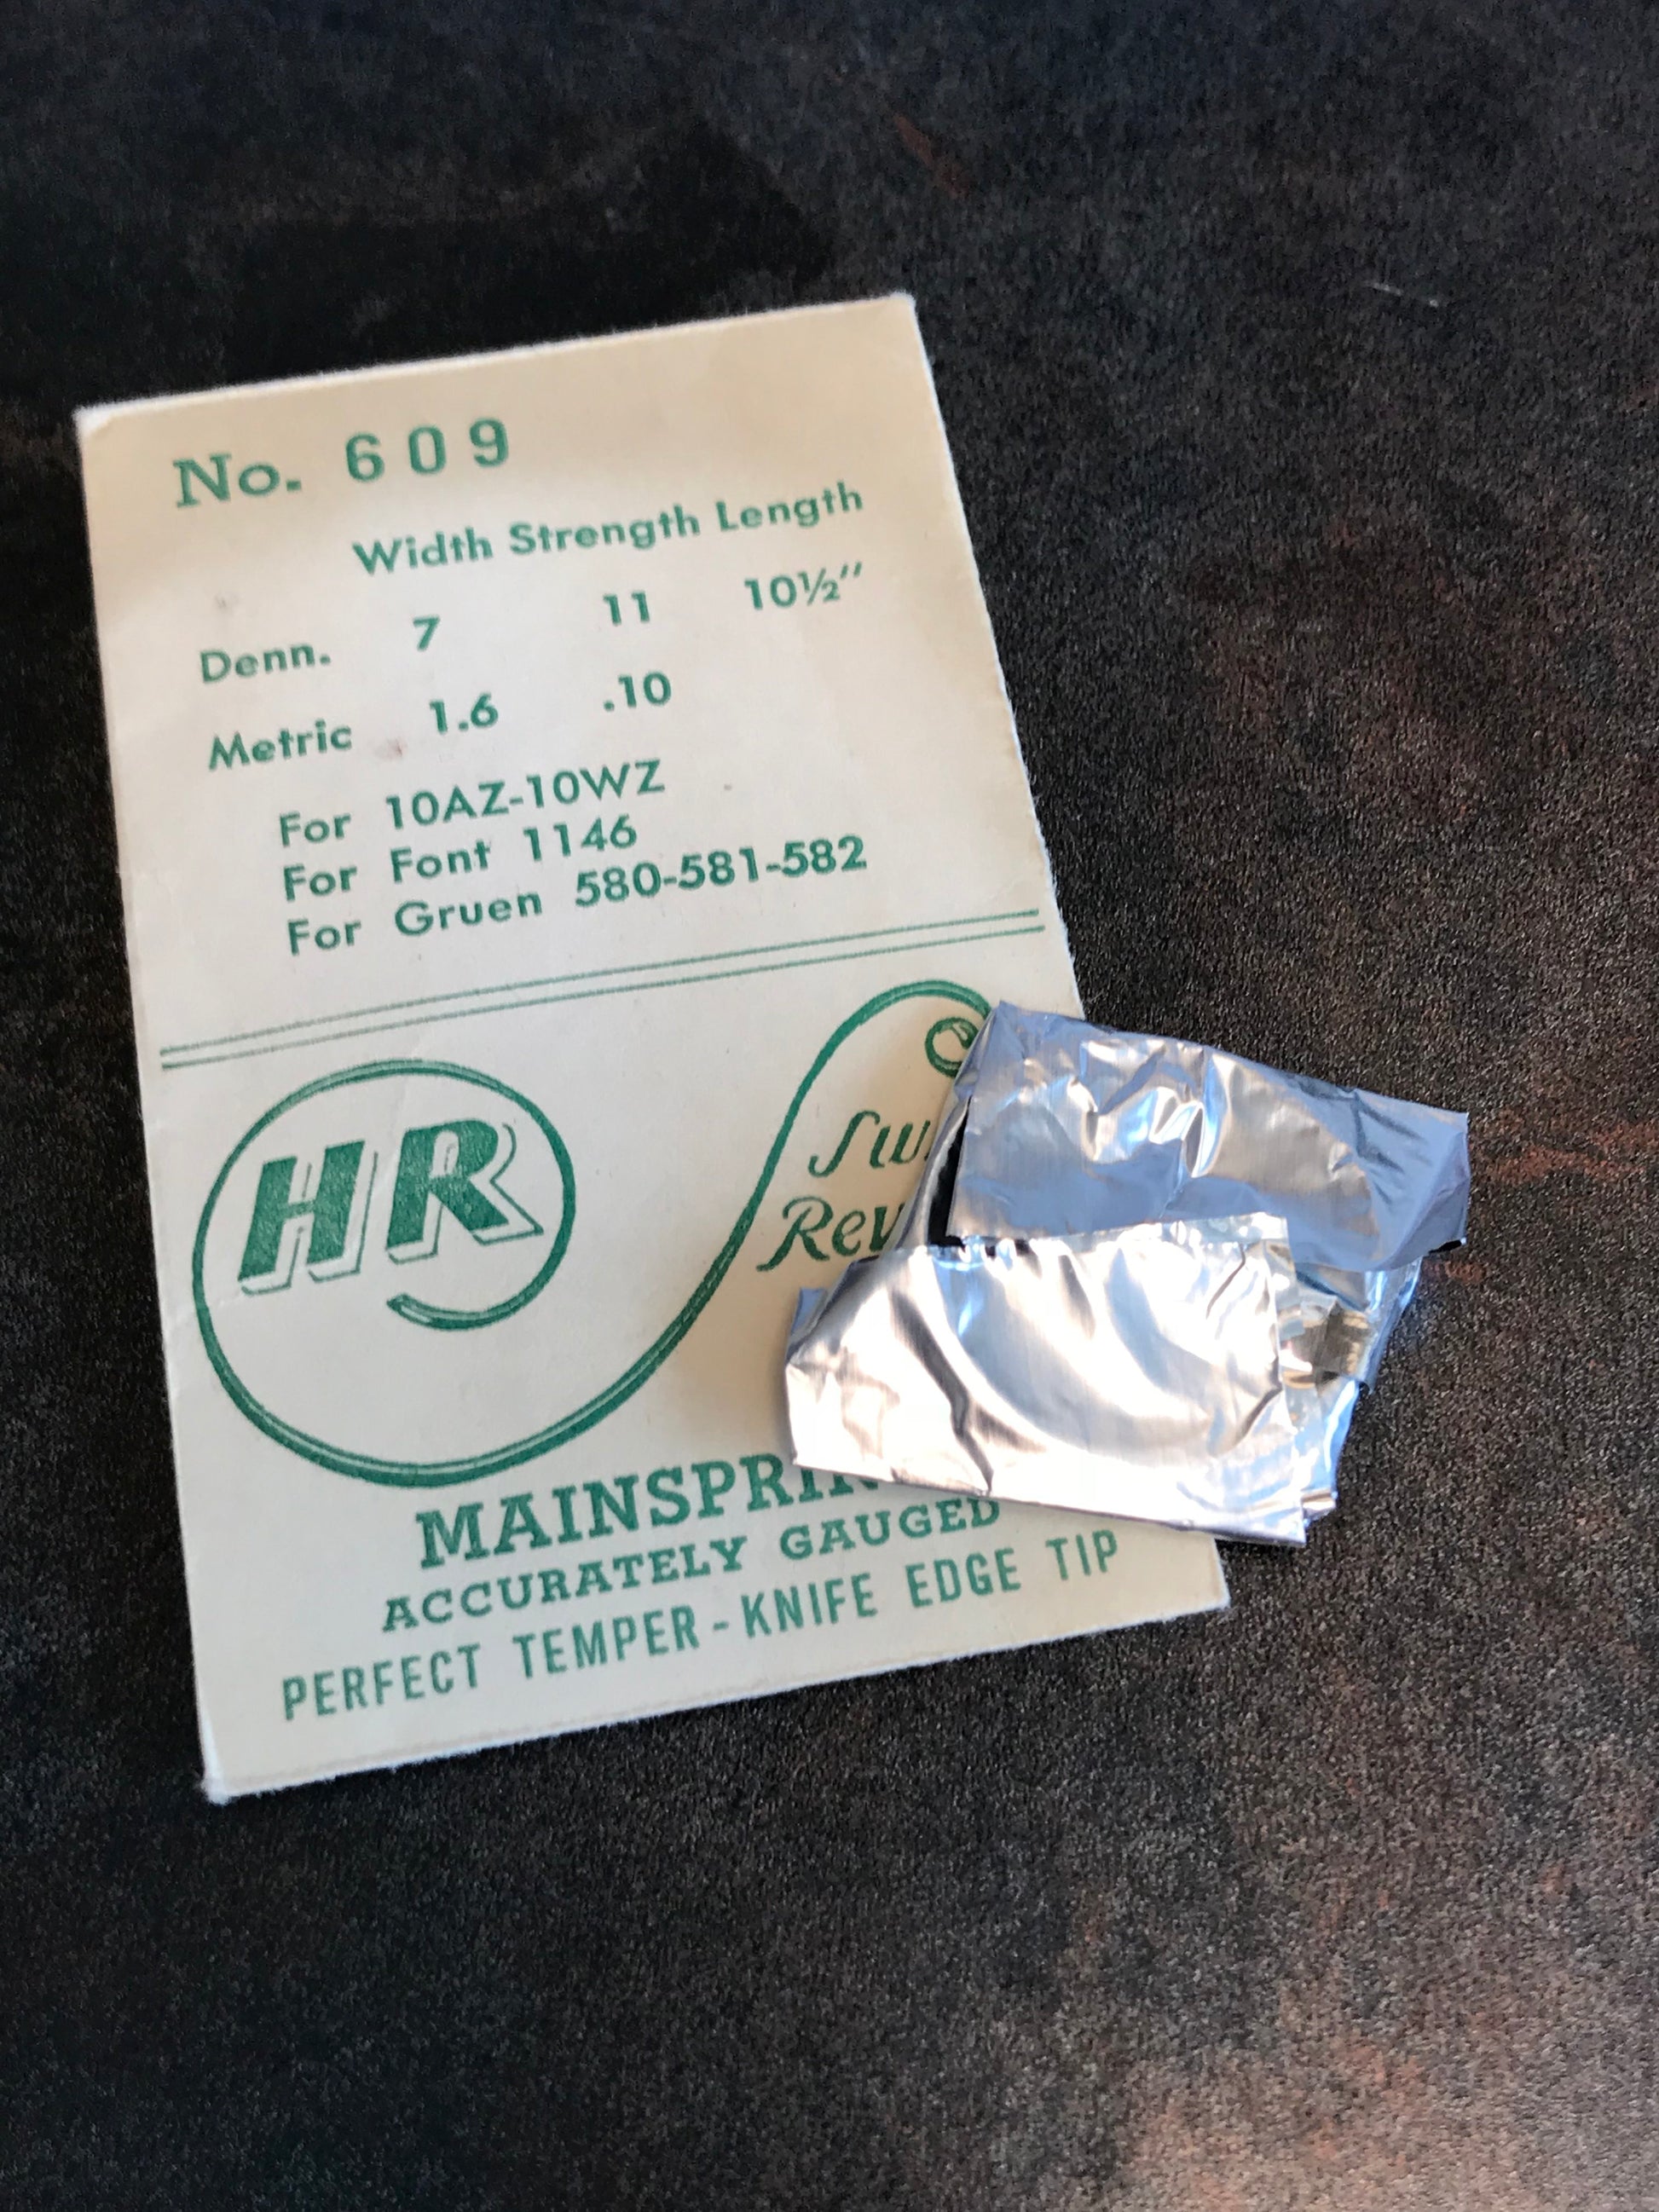 No. 609
Width Strength Length
Denn. 7 11 10½"
Metric 1.6 .10
For 10AZ-10WZ
For Font 1146
For Gruen 580-581-582
HR
MAINSPRIN
ACCURATELY GAUGED
PERFECT TEMPER - KNIFE EDGE TIP